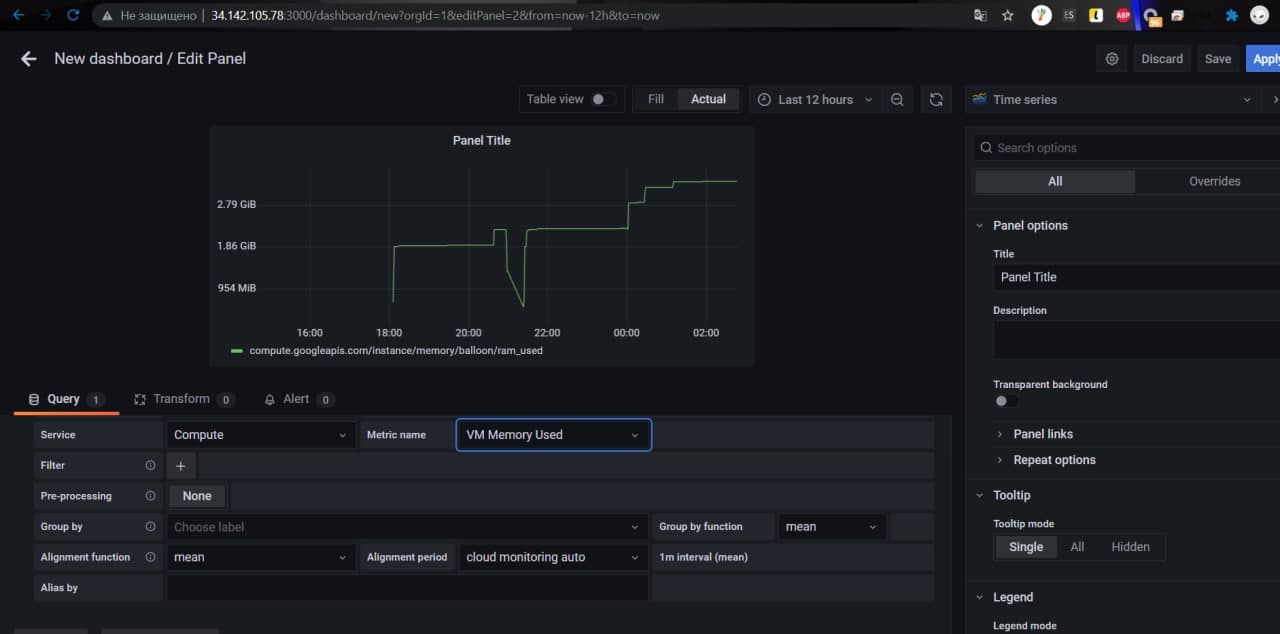 Не защищено 34.142.105.78:3000/dashboard/new?orgId=1&editPanel=2&from=now-12h&to=now
ES
L
ABP
New dashboard / Edit Panel
Discard
Save
Apply
Table view
Fill
Actual
Last 12 hours
Time series
Panel Title
2.79 GiB
1.86 GiB
954 MiB
16:00 18:00 20:00 22:00 00:00 02:00
compute.googleapis.com/instance/memory/balloon/ram_used
Search options
All
Overrides
Panel options
Title
Panel Title
Description
Transparent background
Panel links
Repeat options
Tooltip
Tooltip mode
Single All Hidden
Legend
Legend mode
Query 1
Transform 0
Alert 0
Service Compute Metric name VM Memory Used
Filter +
Pre-processing None
Group by Choose label Group by function mean
Alignment function mean Alignment period cloud monitoring auto 1m interval (mean)
Alias by